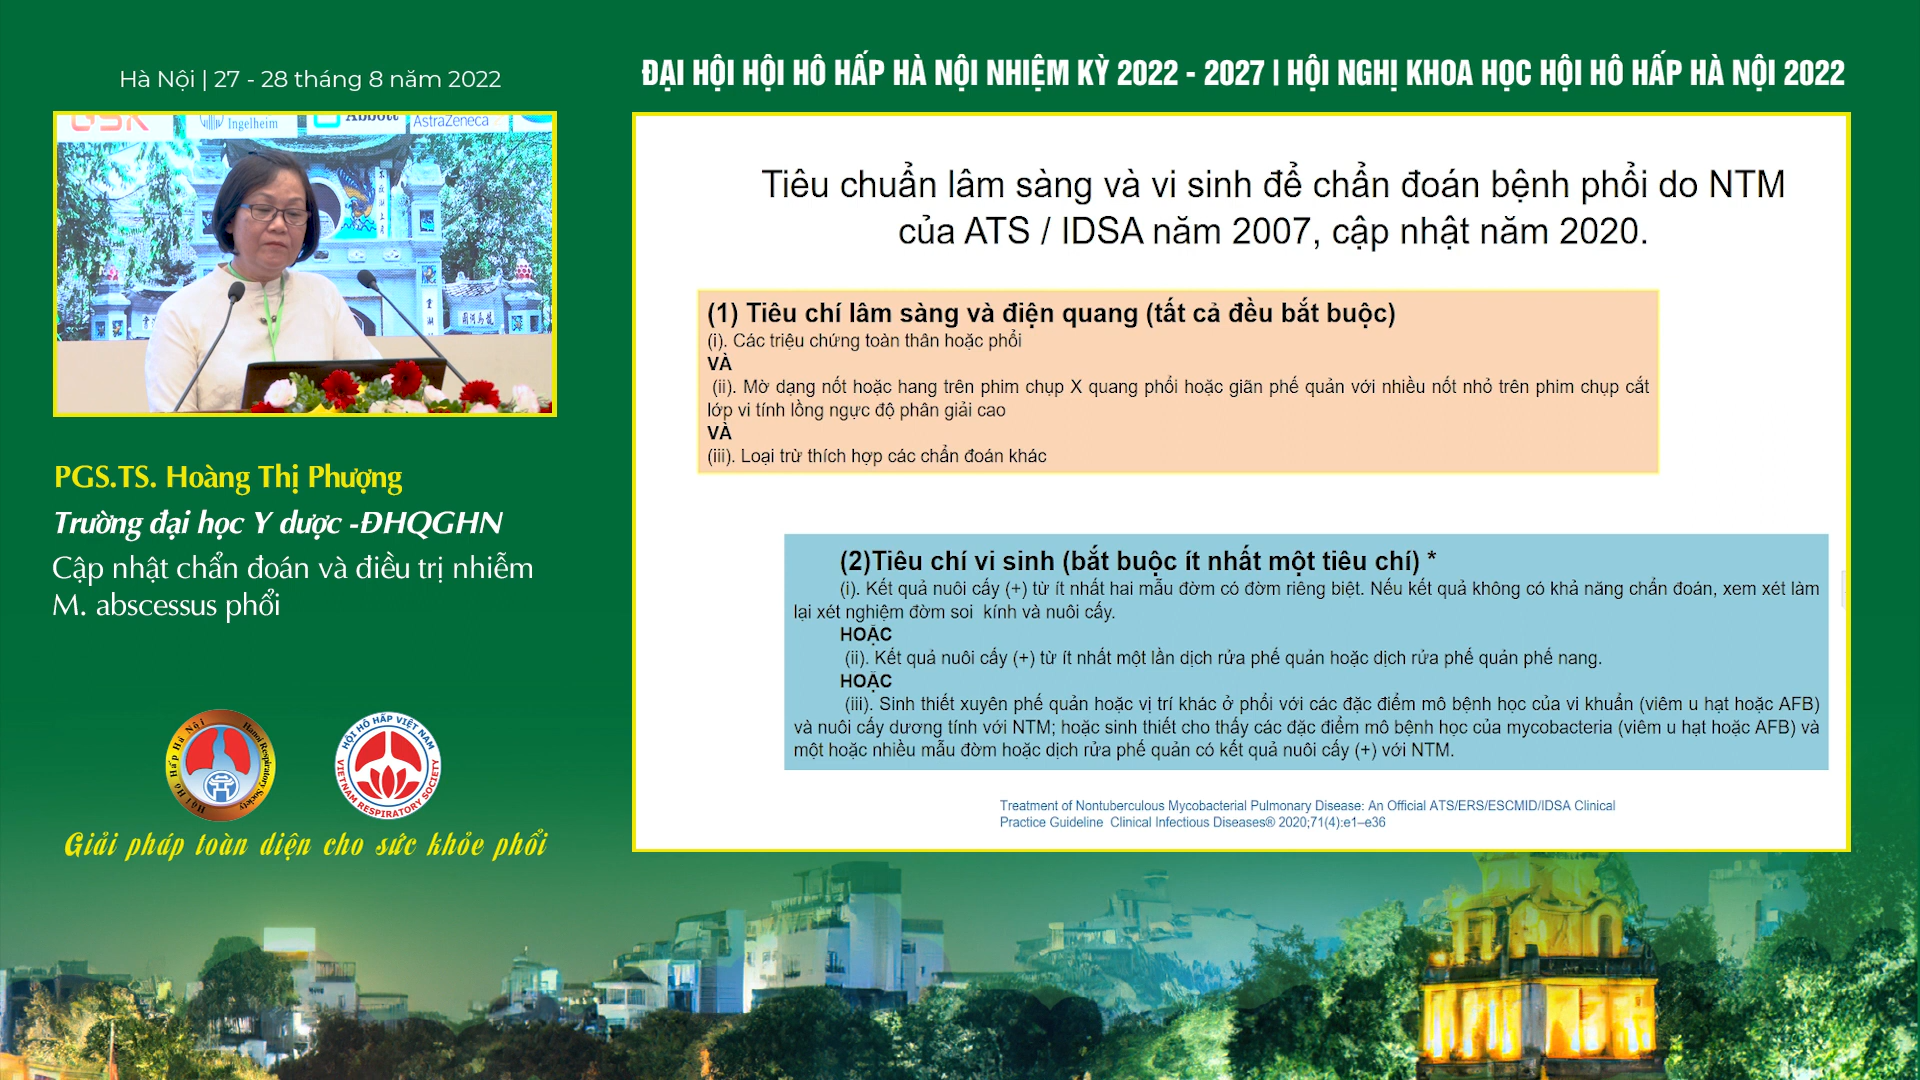 Hà Nội | 27 - 28 tháng 8 năm 2022
ĐẠI HỘI HỘI HÔ HẤP HÀ NỘI NHIỆM KỲ 2022 - 2027 | HỘI NGHỊ KHOA HỌC HỘI HÔ HẤP HÀ NỘI 2022
GSK
Ingelheim
Abbott
AstraZeneca
PGS.TS. Hoàng Thị Phượng
Trường đại học Y dược -ĐHQGHN
Cập nhật chẩn đoán và điều trị nhiễm
M. abscessus phổi
Hội Hô Hấp Hà Nội
Hanoi Respiratory Society
HỘI HÔ HẤP VIỆT NAM
VIETNAM RESPIRATORY SOCIETY
Giải pháp toàn diện cho sức khỏe phổi
Tiêu chuẩn lâm sàng và vi sinh để chẩn đoán bệnh phổi do NTM
của ATS / IDSA năm 2007, cập nhật năm 2020.
(1) Tiêu chí lâm sàng và điện quang (tất cả đều bắt buộc)
(i). Các triệu chứng toàn thân hoặc phổi
VÀ
(ii). Mờ dạng nốt hoặc hang trên phim chụp X quang phổi hoặc giãn phế quản với nhiều nốt nhỏ trên phim chụp cắt
lớp vi tính lồng ngực độ phân giải cao
VÀ
(iii). Loại trừ thích hợp các chẩn đoán khác
(2)Tiêu chí vi sinh (bắt buộc ít nhất một tiêu chí) *
(i). Kết quả nuôi cấy (+) từ ít nhất hai mẫu đờm có đờm riêng biệt. Nếu kết quả không có khả năng chẩn đoán, xem xét làm
lại xét nghiệm đờm soi kính và nuôi cấy.
HOẶC
(ii). Kết quả nuôi cấy (+) từ ít nhất một lần dịch rửa phế quản hoặc dịch rửa phế quản phế nang.
HOẶC
(iii). Sinh thiết xuyên phế quản hoặc vị trí khác ở phổi với các đặc điểm mô bệnh học của vi khuẩn (viêm u hạt hoặc AFB)
và nuôi cấy dương tính với NTM; hoặc sinh thiết cho thấy các đặc điểm mô bệnh học của mycobacteria (viêm u hạt hoặc AFB) và
một hoặc nhiều mẫu đờm hoặc dịch rửa phế quản có kết quả nuôi cấy (+) với NTM.
Treatment of Nontuberculous Mycobacterial Pulmonary Disease: An Official ATS/ERS/ESCMID/IDSA Clinical
Practice Guideline Clinical Infectious Diseases® 2020;71(4):e1–e36